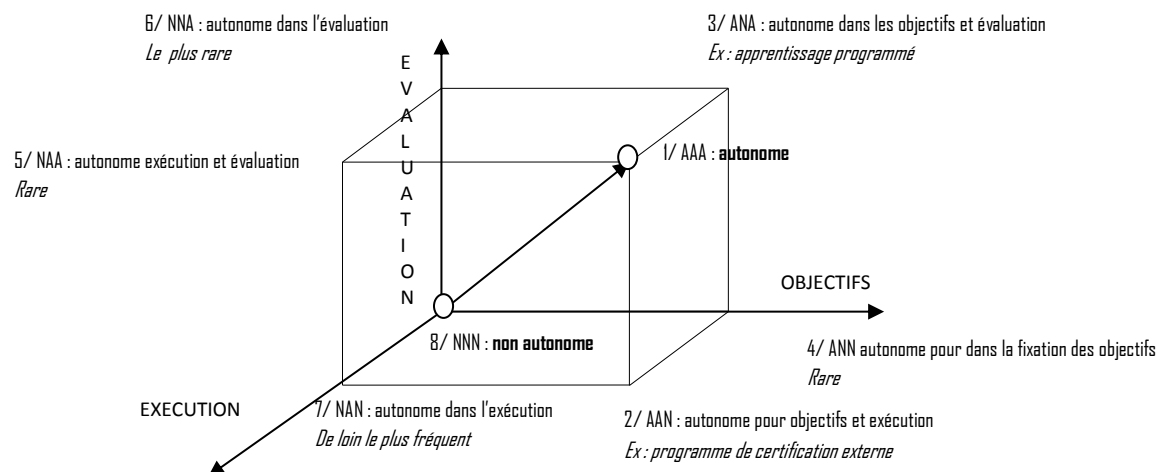 6/ NNA : autonome dans l'évaluation
Le plus rare
3/ ANA : autonome dans les objectifs et évaluation
Ex : apprentissage programmé
EVALUATION
5/ NAA : autonome exécution et évaluation
Rare
1/ AAA : autonome
OBJECTIFS
8/ NNN : non autonome
4/ ANN autonome pour dans la fixation des objectifs
Rare
EXECUTION
7/ NAN : autonome dans l'exécution
De loin le plus fréquent
2/ AAN : autonome pour objectifs et exécution
Ex : programme de certification externe